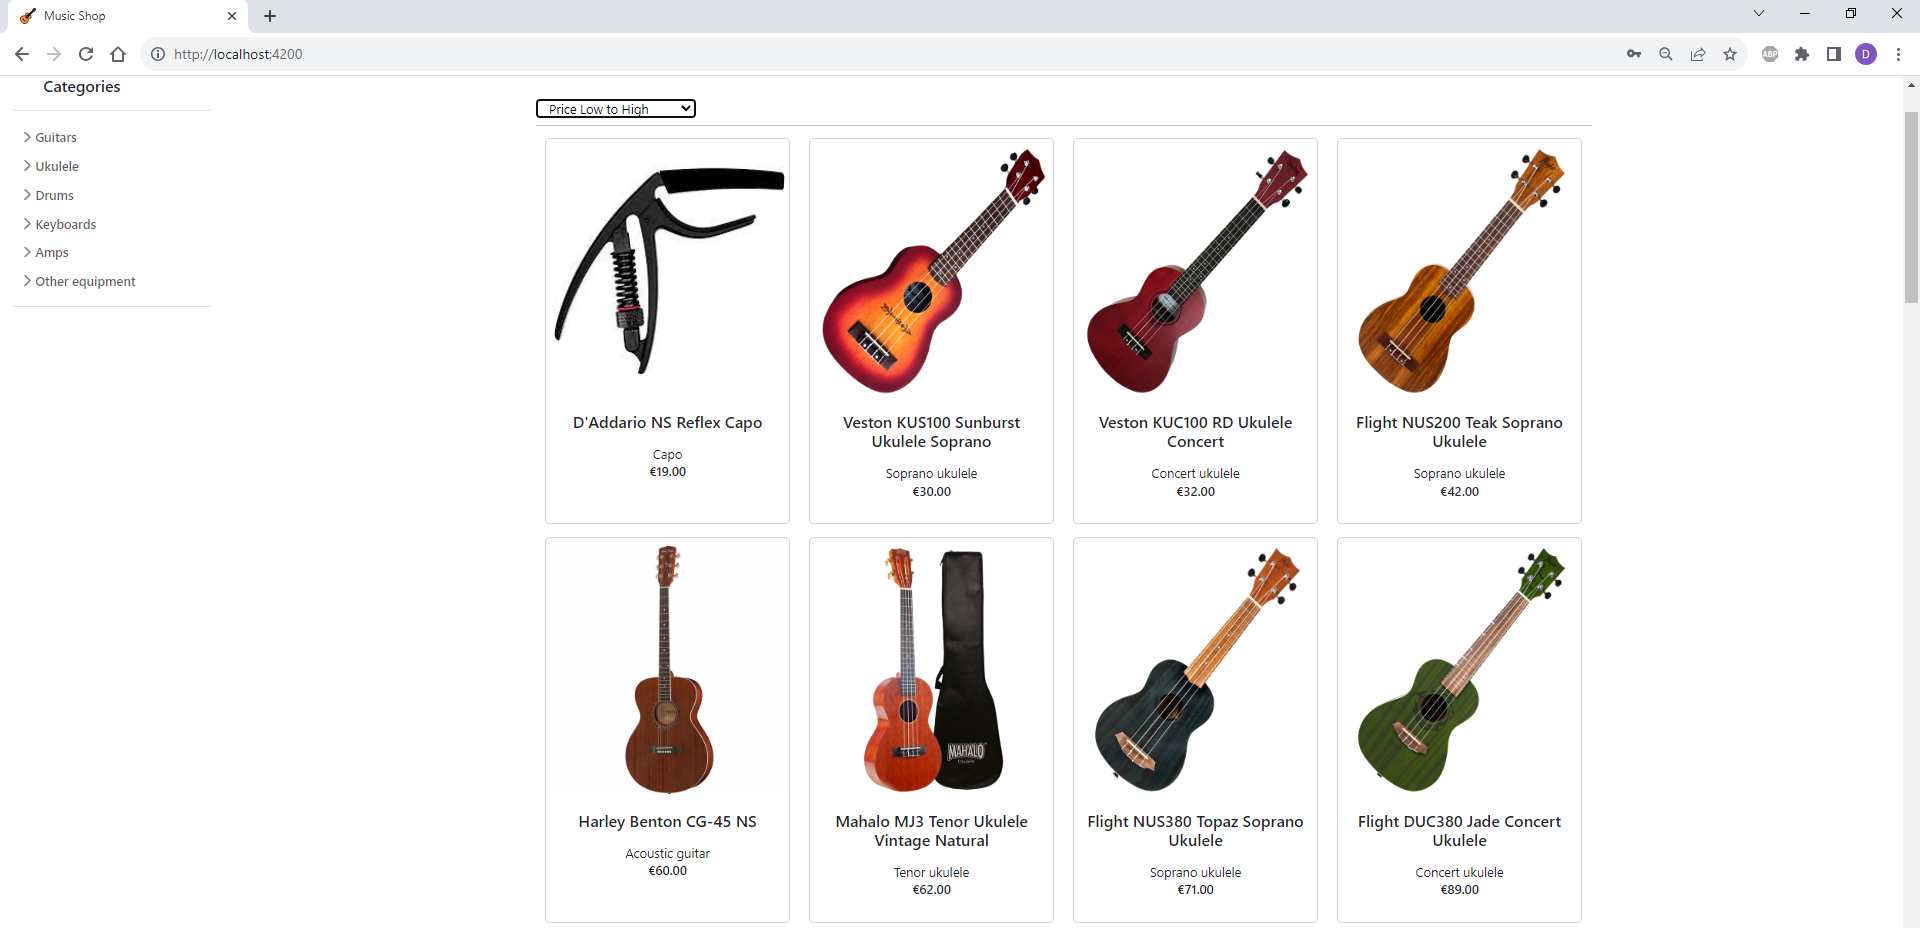 Music Shop
http://localhost:4200
ABP
D
Categories
Guitars
Ukulele
Drums
Keyboards
Amps
Other equipment
Price Low to High
D'Addario NS Reflex Capo
Capo
€19.00
Veston KUS100 Sunburst
Ukulele Soprano
Soprano ukulele
€30.00
Veston KUC100 RD Ukulele
Concert
Concert ukulele
€32.00
Flight NUS200 Teak Soprano
Ukulele
Soprano ukulele
€42.00
Harley Benton CG-45 NS
Acoustic guitar
€60.00
MAHALO
Ukulele
Mahalo MJ3 Tenor Ukulele
Vintage Natural
Tenor ukulele
€62.00
Flight NUS380 Topaz Soprano
Ukulele
Soprano ukulele
€71.00
Flight DUC380 Jade Concert
Ukulele
Concert ukulele
€89.00